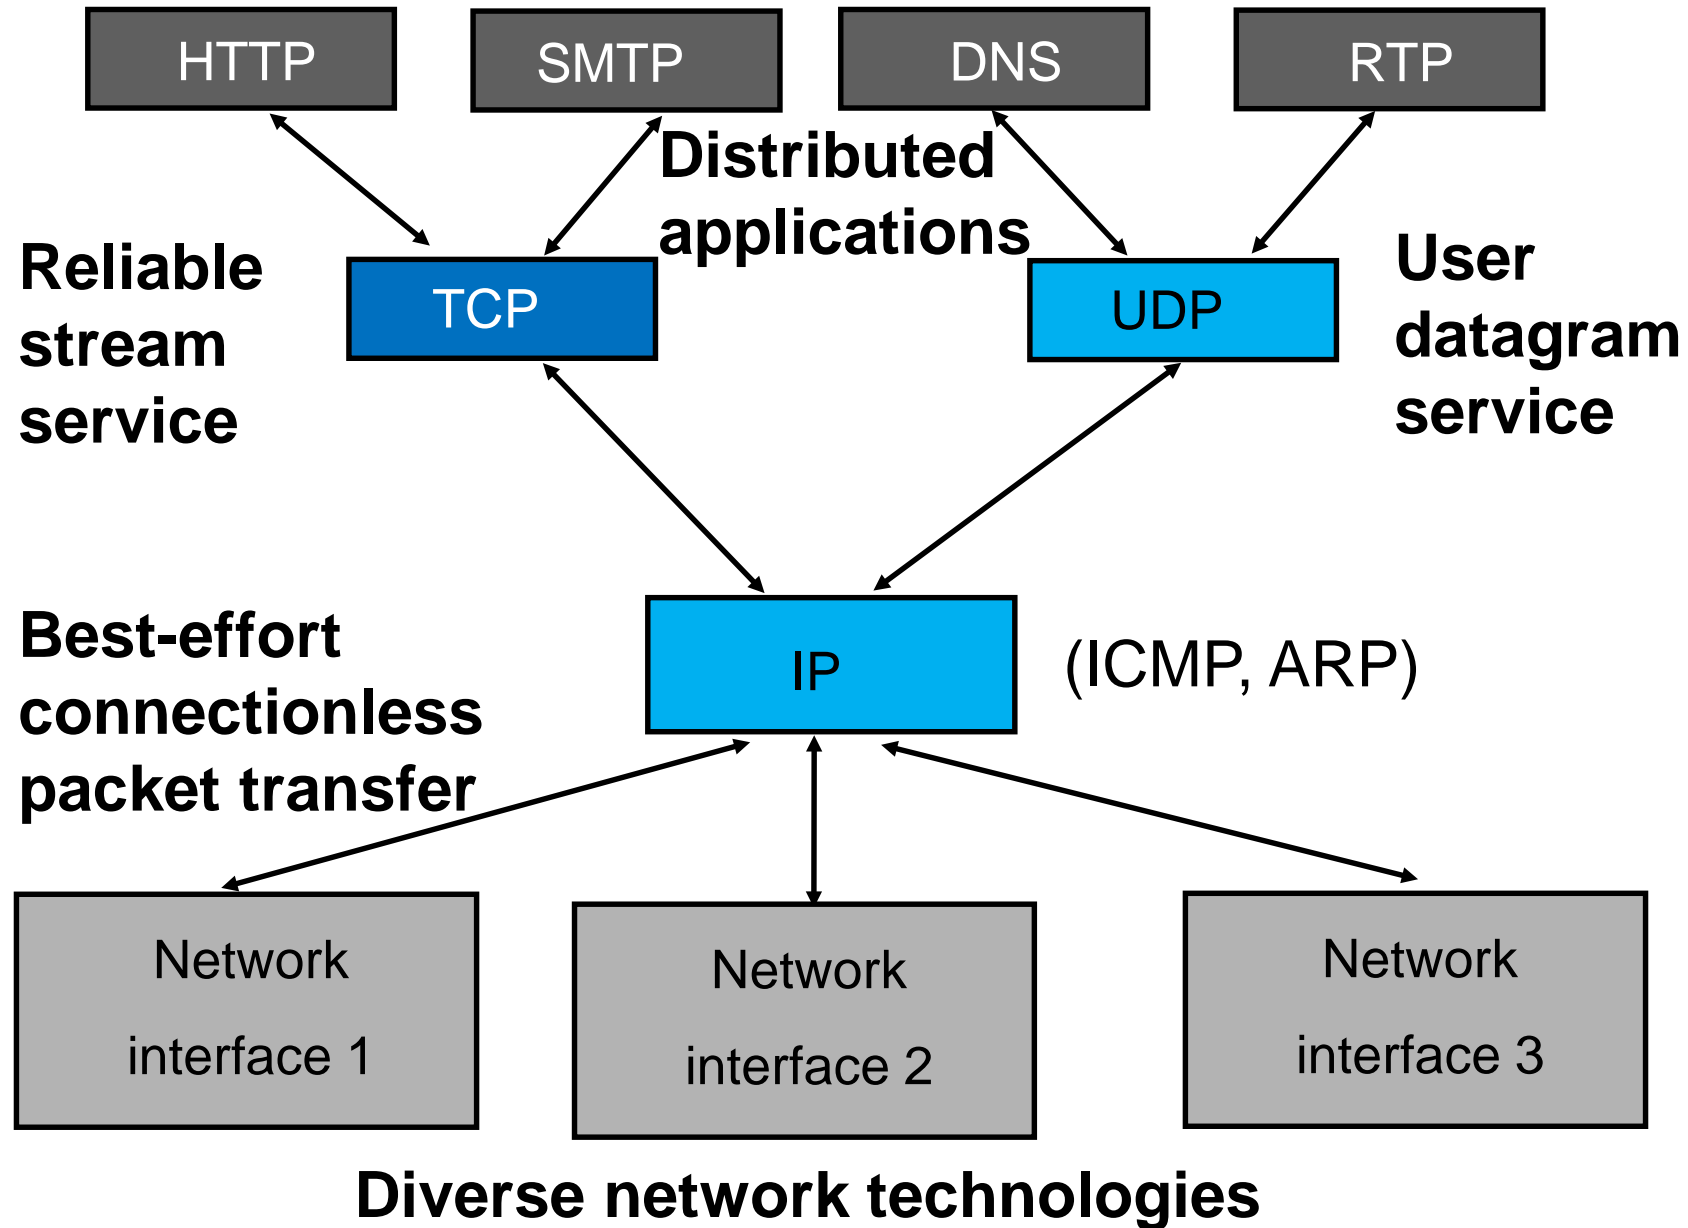 HTTP
SMTP
DNS
RTP
Distributed
applications
Reliable
stream
service
TCP
UDP
User
datagram
service
Best-effort
connectionless
packet transfer
IP
(ICMP, ARP)
Network
interface 1
Network
interface 2
Network
interface 3
Diverse network technologies